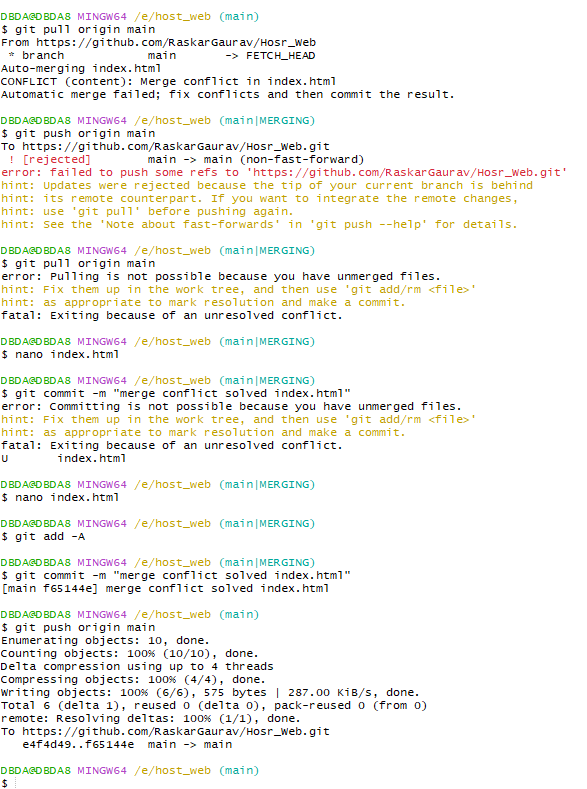 DBDA@DBDA8 MINGW64 /e/host_web (main)
$ git pull origin main
From https://github.com/RaskarGaurav/Hosr_Web
 * branch            main       -> FETCH_HEAD
Auto-merging index.html
CONFLICT (content): Merge conflict in index.html
Automatic merge failed; fix conflicts and then commit the result.

DBDA@DBDA8 MINGW64 /e/host_web (main|MERGING)
$ git push origin main
To https://github.com/RaskarGaurav/Hosr_Web.git
 ! [rejected]        main -> main (non-fast-forward)
error: failed to push some refs to 'https://github.com/RaskarGaurav/Hosr_Web.git'
hint: Updates were rejected because the tip of your current branch is behind
hint: its remote counterpart. If you want to integrate the remote changes,
hint: use 'git pull' before pushing again.
hint: See the 'Note about fast-forwards' in 'git push --help' for details.

DBDA@DBDA8 MINGW64 /e/host_web (main|MERGING)
$ git pull origin main
error: Pulling is not possible because you have unmerged files.
hint: Fix them up in the work tree, and then use 'git add/rm <file>'
hint: as appropriate to mark resolution and make a commit.
fatal: Exiting because of an unresolved conflict.

DBDA@DBDA8 MINGW64 /e/host_web (main|MERGING)
$ nano index.html

DBDA@DBDA8 MINGW64 /e/host_web (main|MERGING)
$ git commit -m "merge conflict solved index.html"
error: Committing is not possible because you have unmerged files.
hint: Fix them up in the work tree, and then use 'git add/rm <file>'
hint: as appropriate to mark resolution and make a commit.
fatal: Exiting because of an unresolved conflict.
U       index.html

DBDA@DBDA8 MINGW64 /e/host_web (main|MERGING)
$ nano index.html

DBDA@DBDA8 MINGW64 /e/host_web (main|MERGING)
$ git add -A

DBDA@DBDA8 MINGW64 /e/host_web (main|MERGING)
$ git commit -m "merge conflict solved index.html"
[main f65144e] merge conflict solved index.html

DBDA@DBDA8 MINGW64 /e/host_web (main)
$ git push origin main
Enumerating objects: 10, done.
Counting objects: 100% (10/10), done.
Delta compression using up to 4 threads
Compressing objects: 100% (4/4), done.
Writing objects: 100% (6/6), 575 bytes | 287.00 KiB/s, done.
Total 6 (delta 1), reused 0 (delta 0), pack-reused 0 (from 0)
remote: Resolving deltas: 100% (1/1), done.
To https://github.com/RaskarGaurav/Hosr_Web.git
   e4f4d49..f65144e  main -> main

DBDA@DBDA8 MINGW64 /e/host_web (main)
$